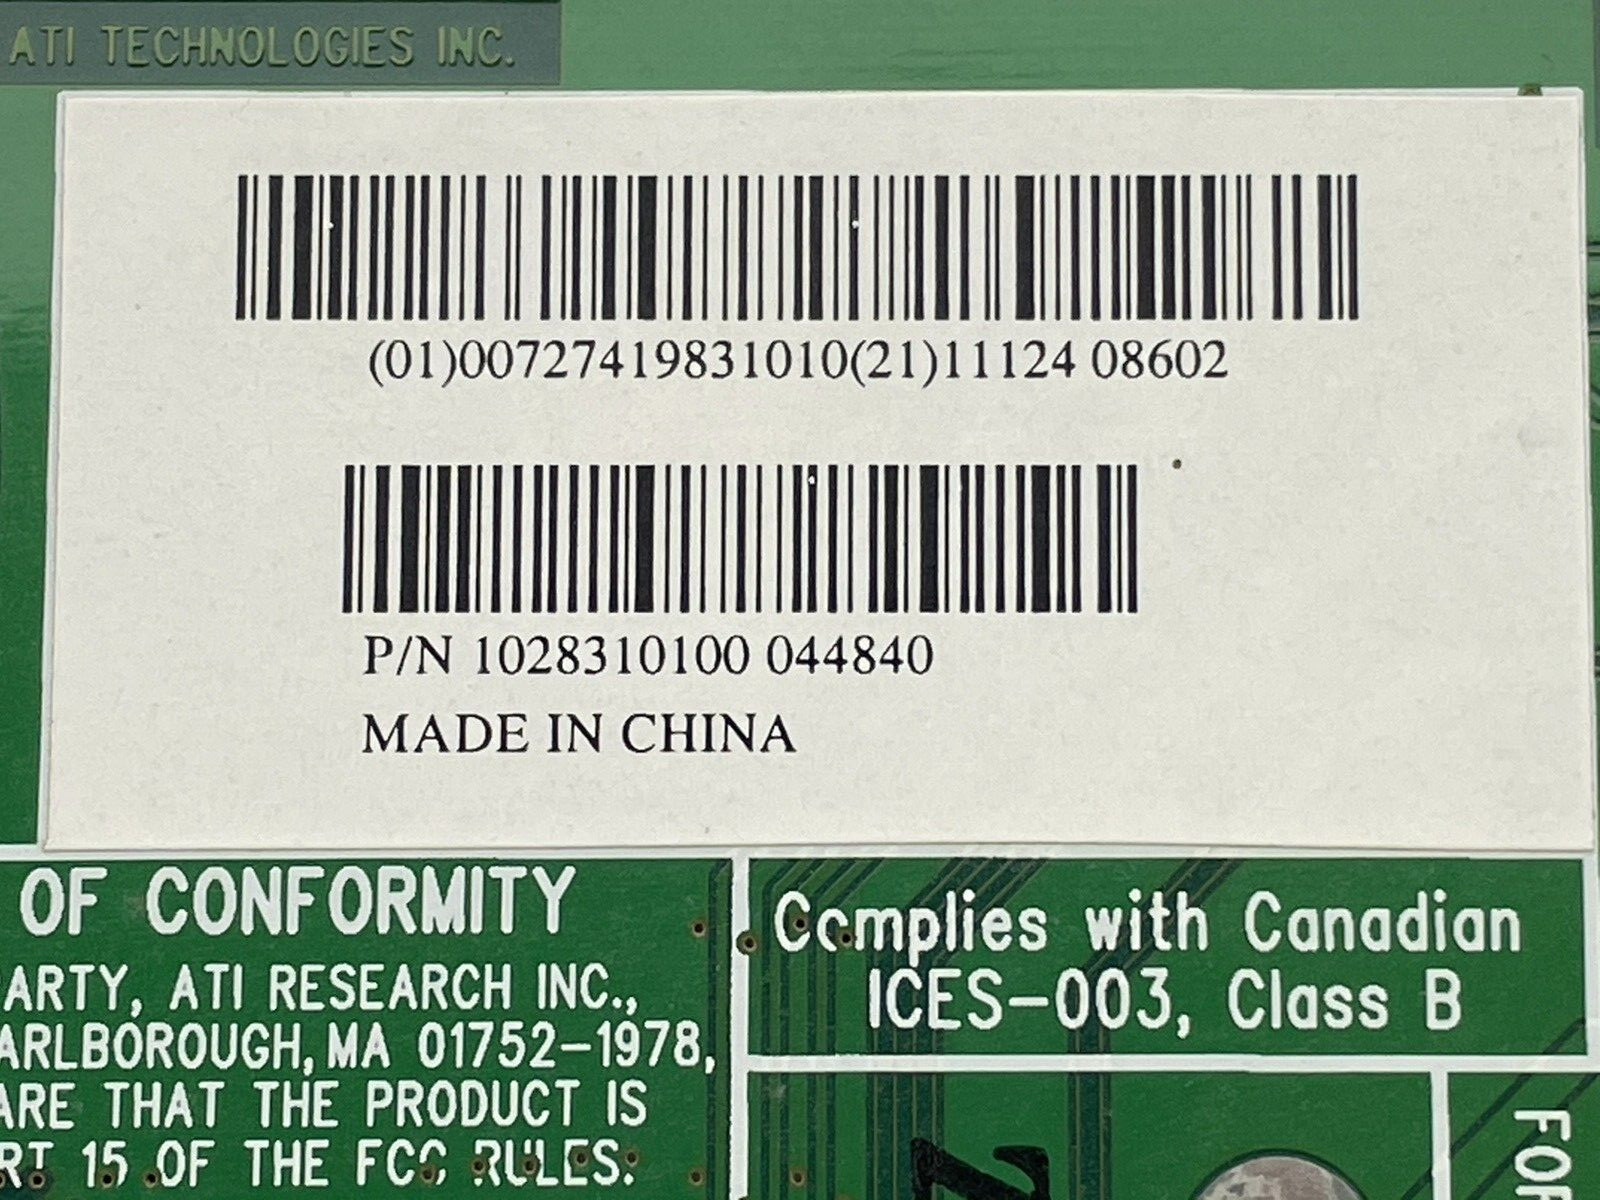 ATI TECHNOLOGIES INC.
(01)00727419831010(21)11124 08602
P/N 1028310100 044840
MADE IN CHINA
OF CONFORMITY
ARTY, ATI RESEARCH INC.,
ARLBOROUGH, MA 01752-1978,
ARE THAT THE PRODUCT IS
RT 15 OF THE FCC RULES.
Complies with Canadian
ICES-003, Class B
FOR